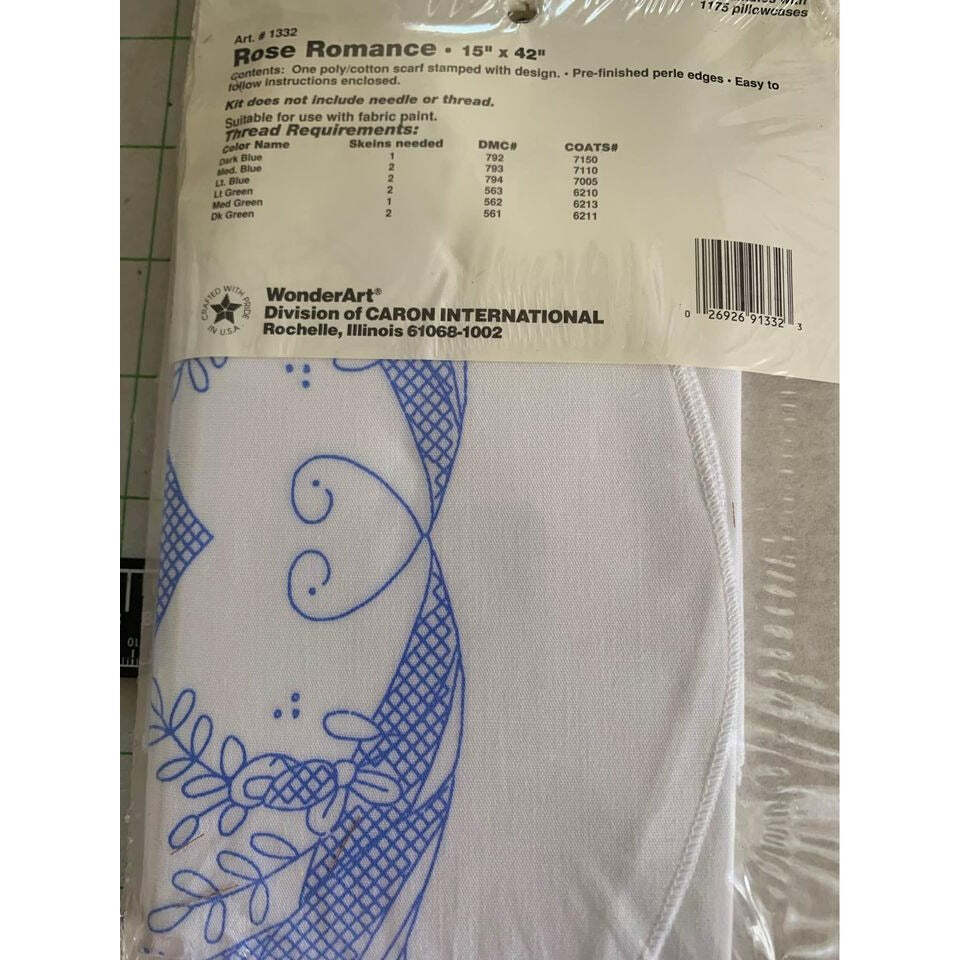 1175 pillowcases
Art. # 1332
Rose Romance • 15" x 42"
Contents: One poly/cotton scarf stamped with design. • Pre-finished perle edges • Easy to
follow instructions enclosed.
Kit does not include needle or thread.
Suitable for use with fabric paint.
Thread Requirements:
Color Name Skeins needed DMC# COATS#
Dark Blue 1 792 7150
Med. Blue 2 793 7110
Lt. Blue 2 794 7005
Lt Green 2 563 6210
Med Green 1 562 6213
Dk Green 2 561 6211
CRAFTED WITH PRIDE
IN U.S.A
WonderArt®
Division of CARON INTERNATIONAL
Rochelle, Illinois 61068-1002
0 26926 91332 3
10